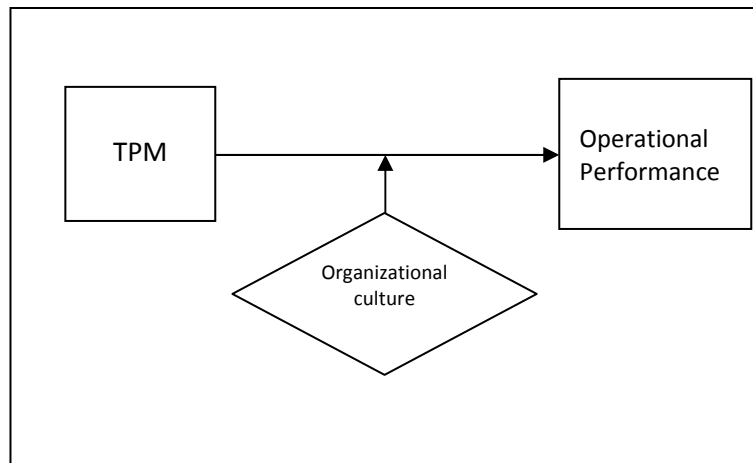 TPM
Operational
Performance
Organizational
culture